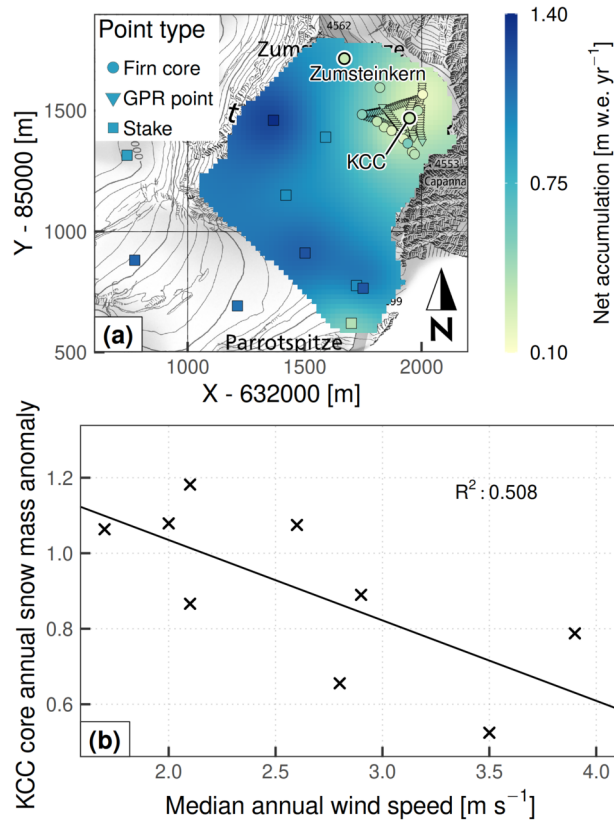 4562
Zumsteinspitze
Point type
Firn core
GPR point
Stake
Zumsteinkern
KCC
4553
Capanna
(a)
N
Parrotspitze
500
1000
1500
Y - 85000 [m]
1000
1500
2000
X - 632000 [m]
1.40
0.75
0.10
Net accumulation [m w.e. yr⁻¹]
KCC core annual snow mass anomaly
1.2
1.0
0.8
0.6
R² : 0.508
(b)
2.0
2.5
3.0
3.5
4.0
Median annual wind speed [m s⁻¹]